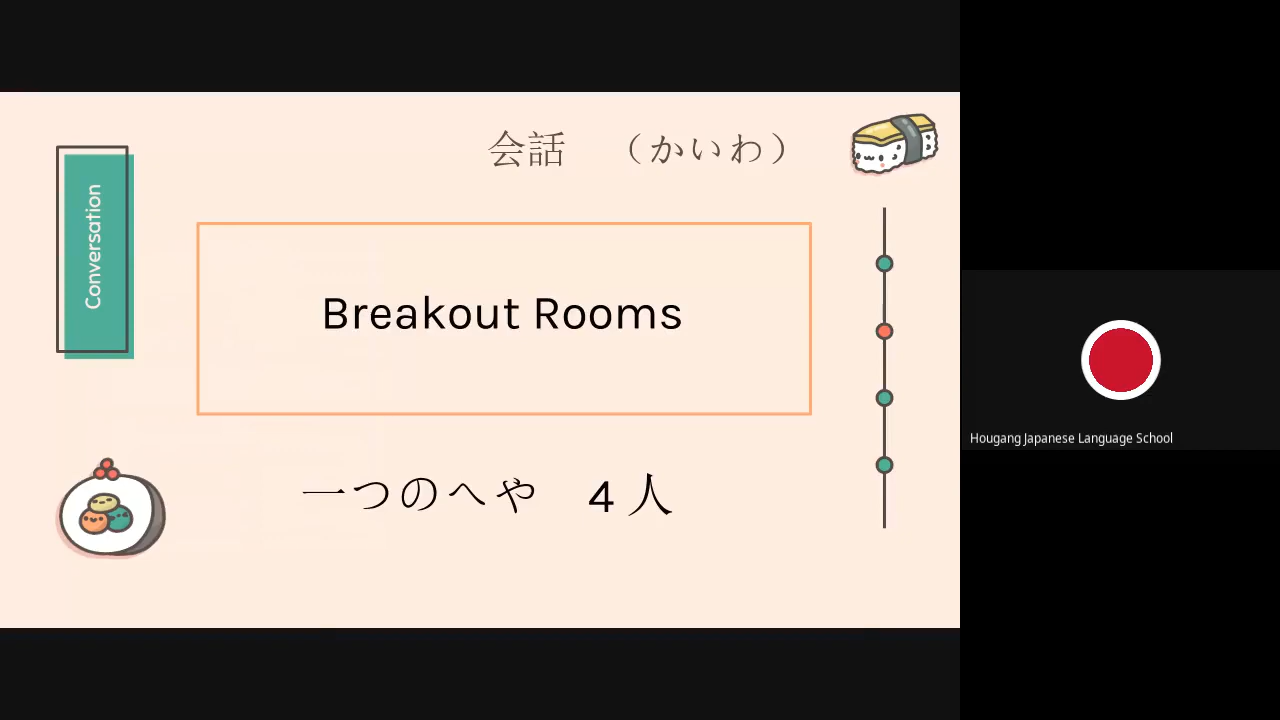 会話　（かいわ）
Conversation
Breakout Rooms
一つのへや　4人
Hougang Japanese Language School